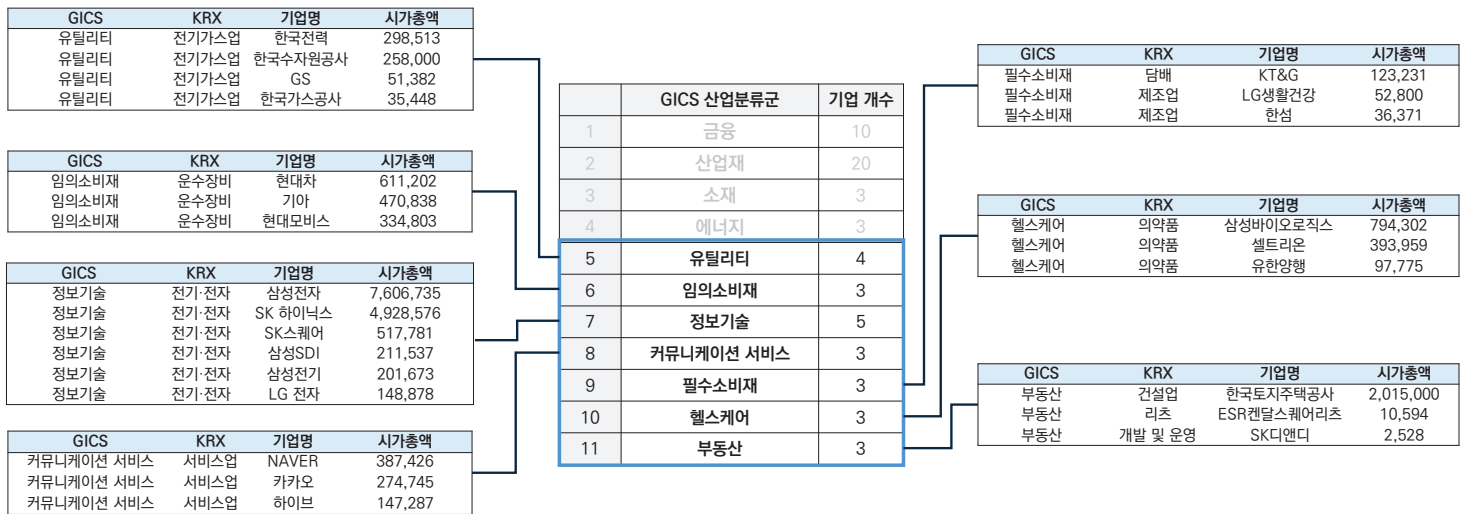 GICS KRX 기업명 시가총액
유틸리티 전기가스업 한국전력 298,513
유틸리티 전기가스업 한국수자원공사 258,000
유틸리티 전기가스업 GS 51,382
유틸리티 전기가스업 한국가스공사 35,448
GICS KRX 기업명 시가총액
임의소비재 운수장비 현대차 611,202
임의소비재 운수장비 기아 470,838
임의소비재 운수장비 현대모비스 334,803
GICS KRX 기업명 시가총액
정보기술 전기·전자 삼성전자 7,606,735
정보기술 전기·전자 SK 하이닉스 4,928,576
정보기술 전기·전자 SK스퀘어 517,781
정보기술 전기·전자 삼성SDI 211,537
정보기술 전기·전자 삼성전기 201,673
정보기술 전기·전자 LG 전자 148,878
GICS KRX 기업명 시가총액
커뮤니케이션 서비스 서비스업 NAVER 387,426
커뮤니케이션 서비스 서비스업 카카오 274,745
커뮤니케이션 서비스 서비스업 하이브 147,287
GICS 산업분류군 기업 개수
1 금융 10
2 산업재 20
3 소재 3
4 에너지 3
5 유틸리티 4
6 임의소비재 3
7 정보기술 5
8 커뮤니케이션 서비스 3
9 필수소비재 3
10 헬스케어 3
11 부동산 3
GICS KRX 기업명 시가총액
필수소비재 담배 KT&G 123,231
필수소비재 제조업 LG생활건강 52,800
필수소비재 제조업 한섬 36,371
GICS KRX 기업명 시가총액
헬스케어 의약품 삼성바이오로직스 794,302
헬스케어 의약품 셀트리온 393,959
헬스케어 의약품 유한양행 97,775
GICS KRX 기업명 시가총액
부동산 건설업 한국토지주택공사 2,015,000
부동산 리츠 ESR켄달스퀘어리츠 10,594
부동산 개발 및 운영 SK디앤디 2,528